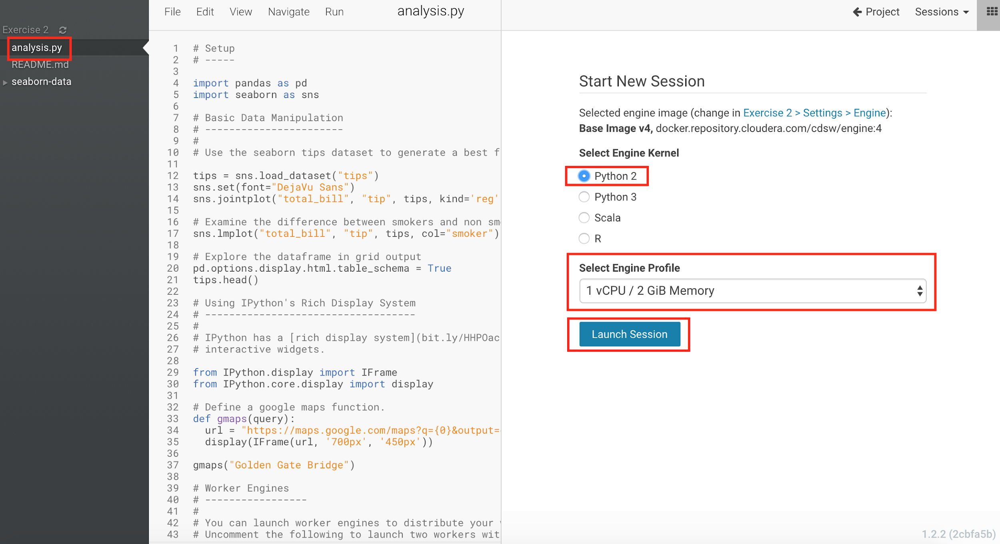 File Edit View Navigate Run analysis.py
Project Sessions
Exercise 2
analysis.py
README.md
seaborn-data
1 # Setup
2 # -----
3
4 import pandas as pd
5 import seaborn as sns
6
7 # Basic Data Manipulation
8 # -----------------------
9 #
10 # Use the seaborn tips dataset to generate a best f
11
12 tips = sns.load_dataset("tips")
13 sns.set(font="DejaVu Sans")
14 sns.jointplot("total_bill", "tip", tips, kind='reg'
15
16 # Examine the difference between smokers and non sm
17 sns.lmplot("total_bill", "tip", tips, col="smoker")
18
19 # Explore the dataframe in grid output
20 pd.options.display.html.table_schema = True
21 tips.head()
22
23 # Using IPython's Rich Display System
24 # -----------------------------------
25 #
26 # IPython has a [rich display system](bit.ly/HHPOac
27 # interactive widgets.
28
29 from IPython.display import IFrame
30 from IPython.core.display import display
31
32 # Define a google maps function.
33 def gmaps(query):
34   url = "https://maps.google.com/maps?q={0}&output=
35   display(IFrame(url, '700px', '450px'))
36
37 gmaps("Golden Gate Bridge")
38
39 # Worker Engines
40 # -----------------
41 #
42 # You can launch worker engines to distribute your
43 # Uncomment the following to launch two workers wit
Start New Session
Selected engine image (change in Exercise 2 > Settings > Engine):
Base Image v4, docker.repository.cloudera.com/cdsw/engine:4
Select Engine Kernel
Python 2
Python 3
Scala
R
Select Engine Profile
1 vCPU / 2 GiB Memory
Launch Session
1.2.2 (2cbfa5b)